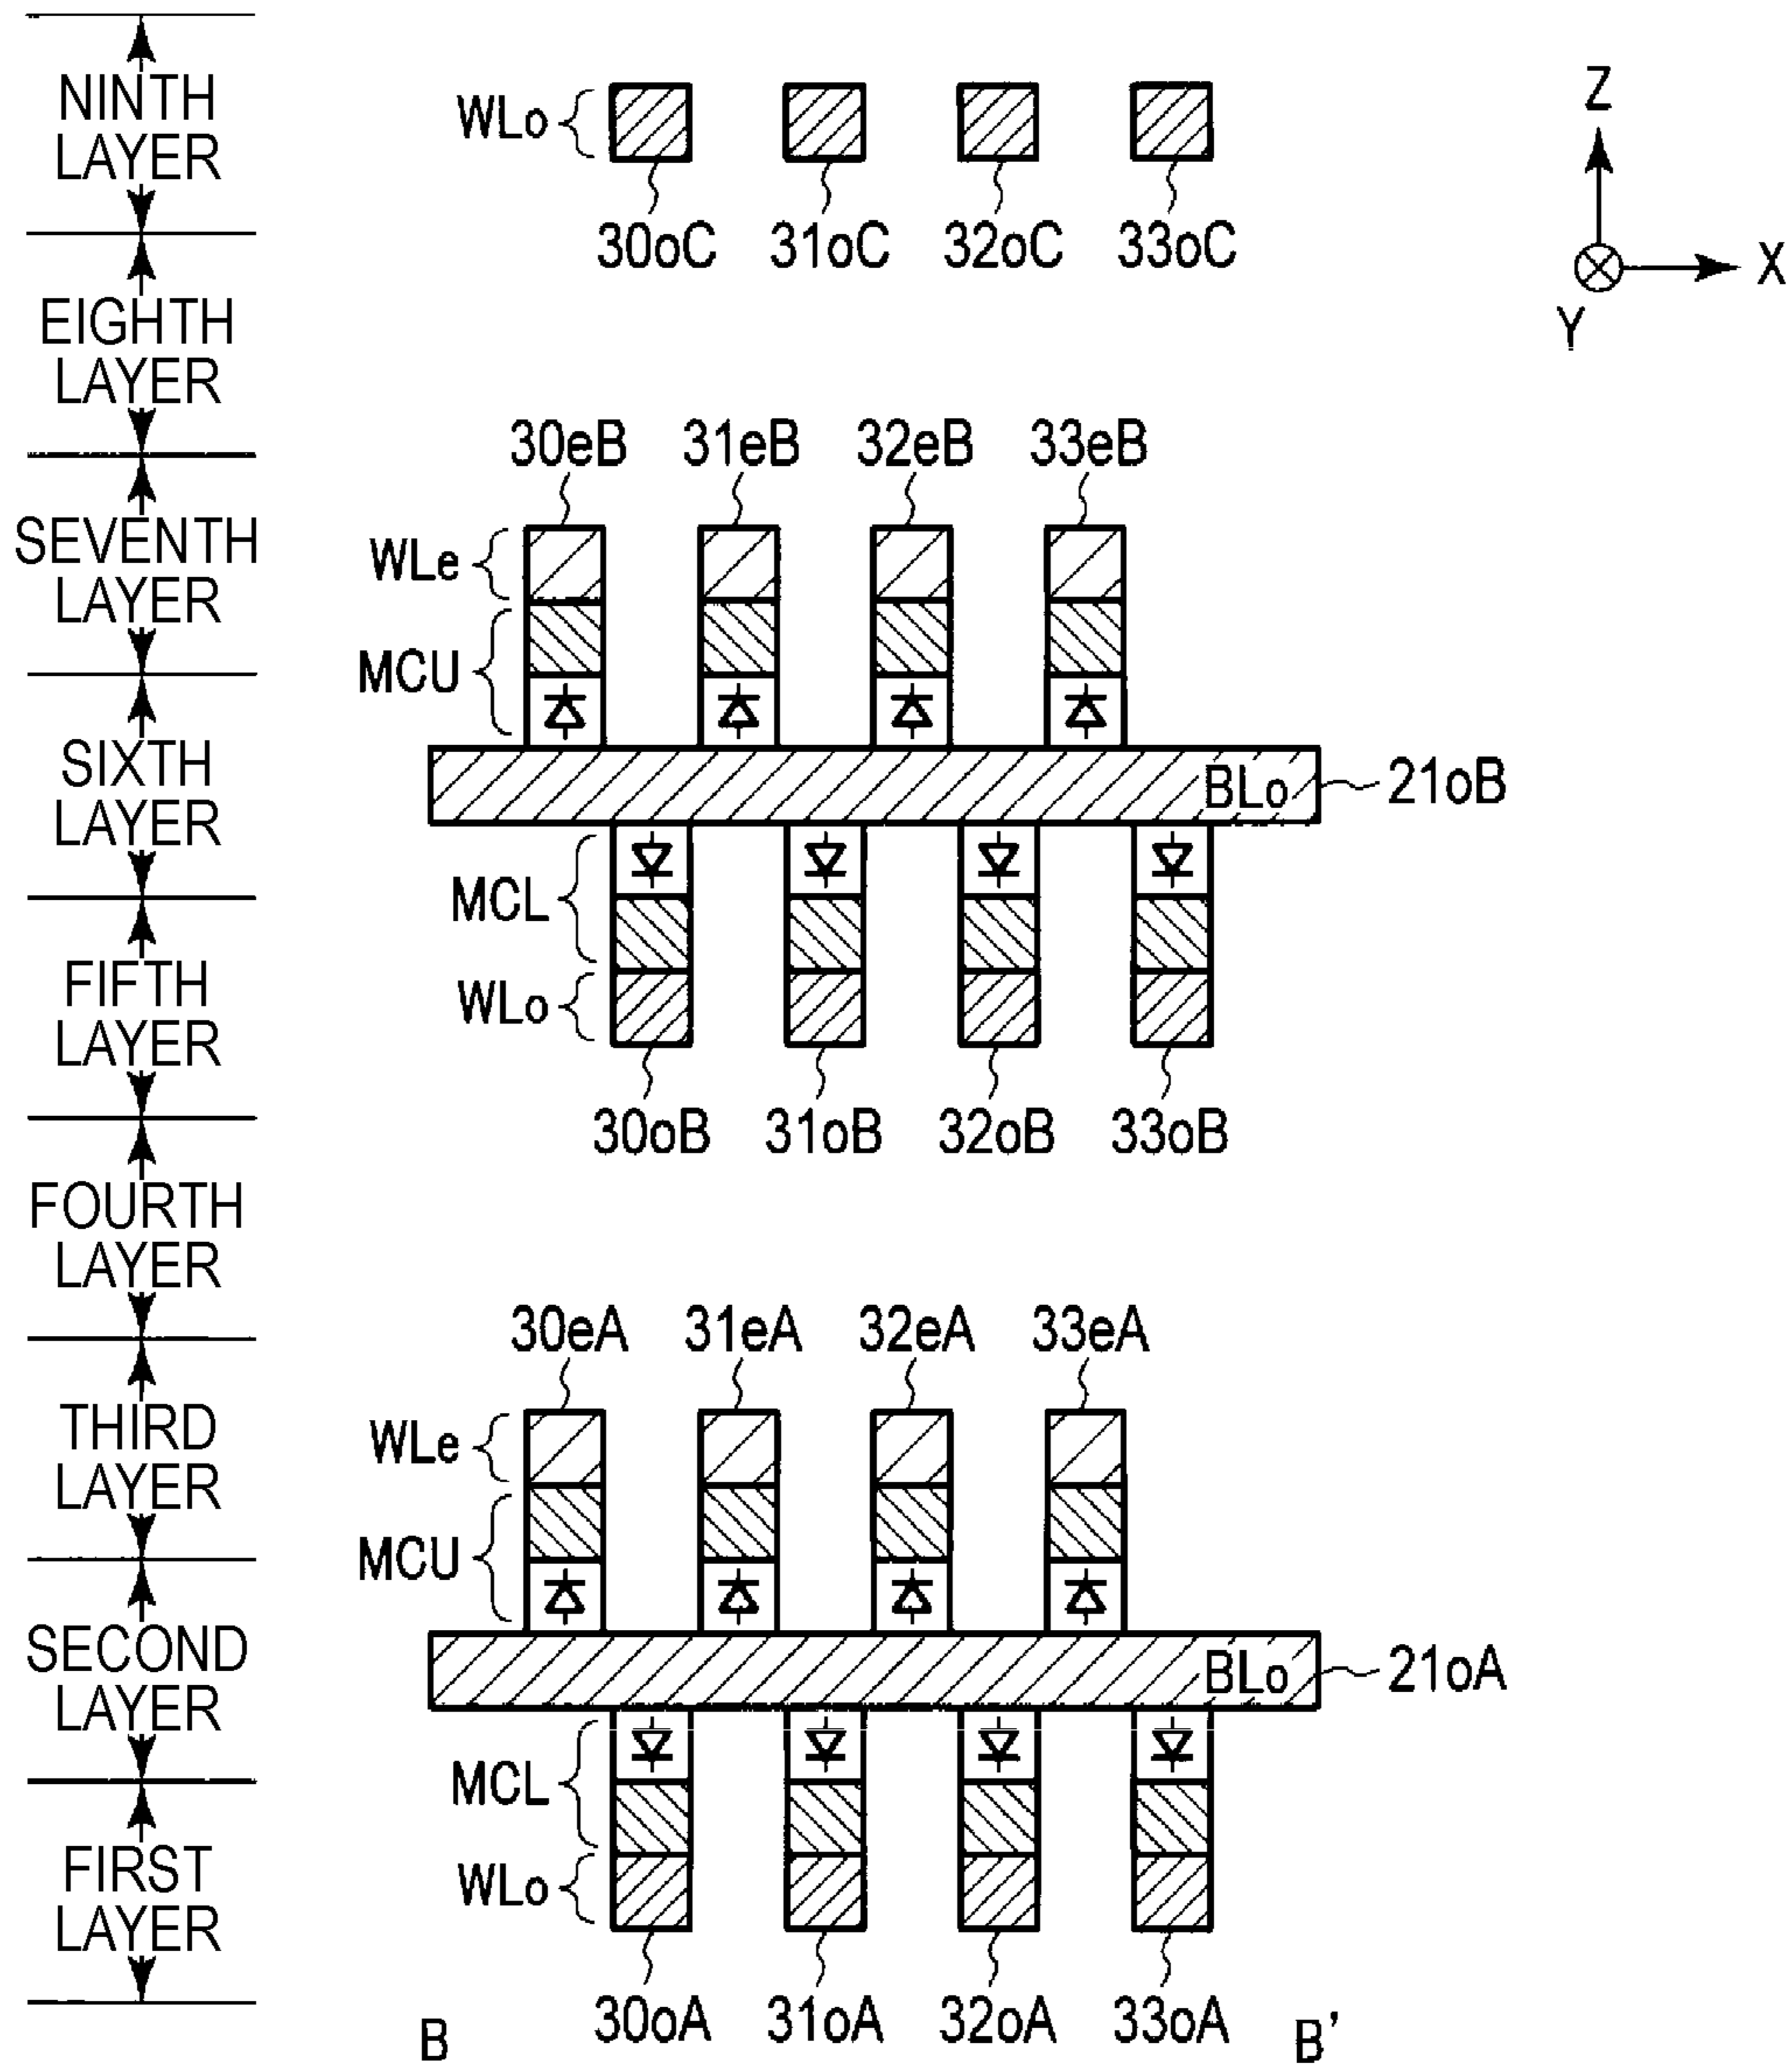 NINTH
LAYER
WLo
30oC 31oC 32oC 33oC
Z
X
Y
EIGHTH
LAYER
30eB 31eB 32eB 33eB
SEVENTH
LAYER
WLe
MCU
SIXTH
LAYER
BLo
21oB
MCL
FIFTH
LAYER
WLo
30oB 31oB 32oB 33oB
FOURTH
LAYER
30eA 31eA 32eA 33eA
THIRD
LAYER
WLe
MCU
SECOND
LAYER
BLo
21oA
MCL
FIRST
LAYER
WLo
30oA 31oA 32oA 33oA
B B'